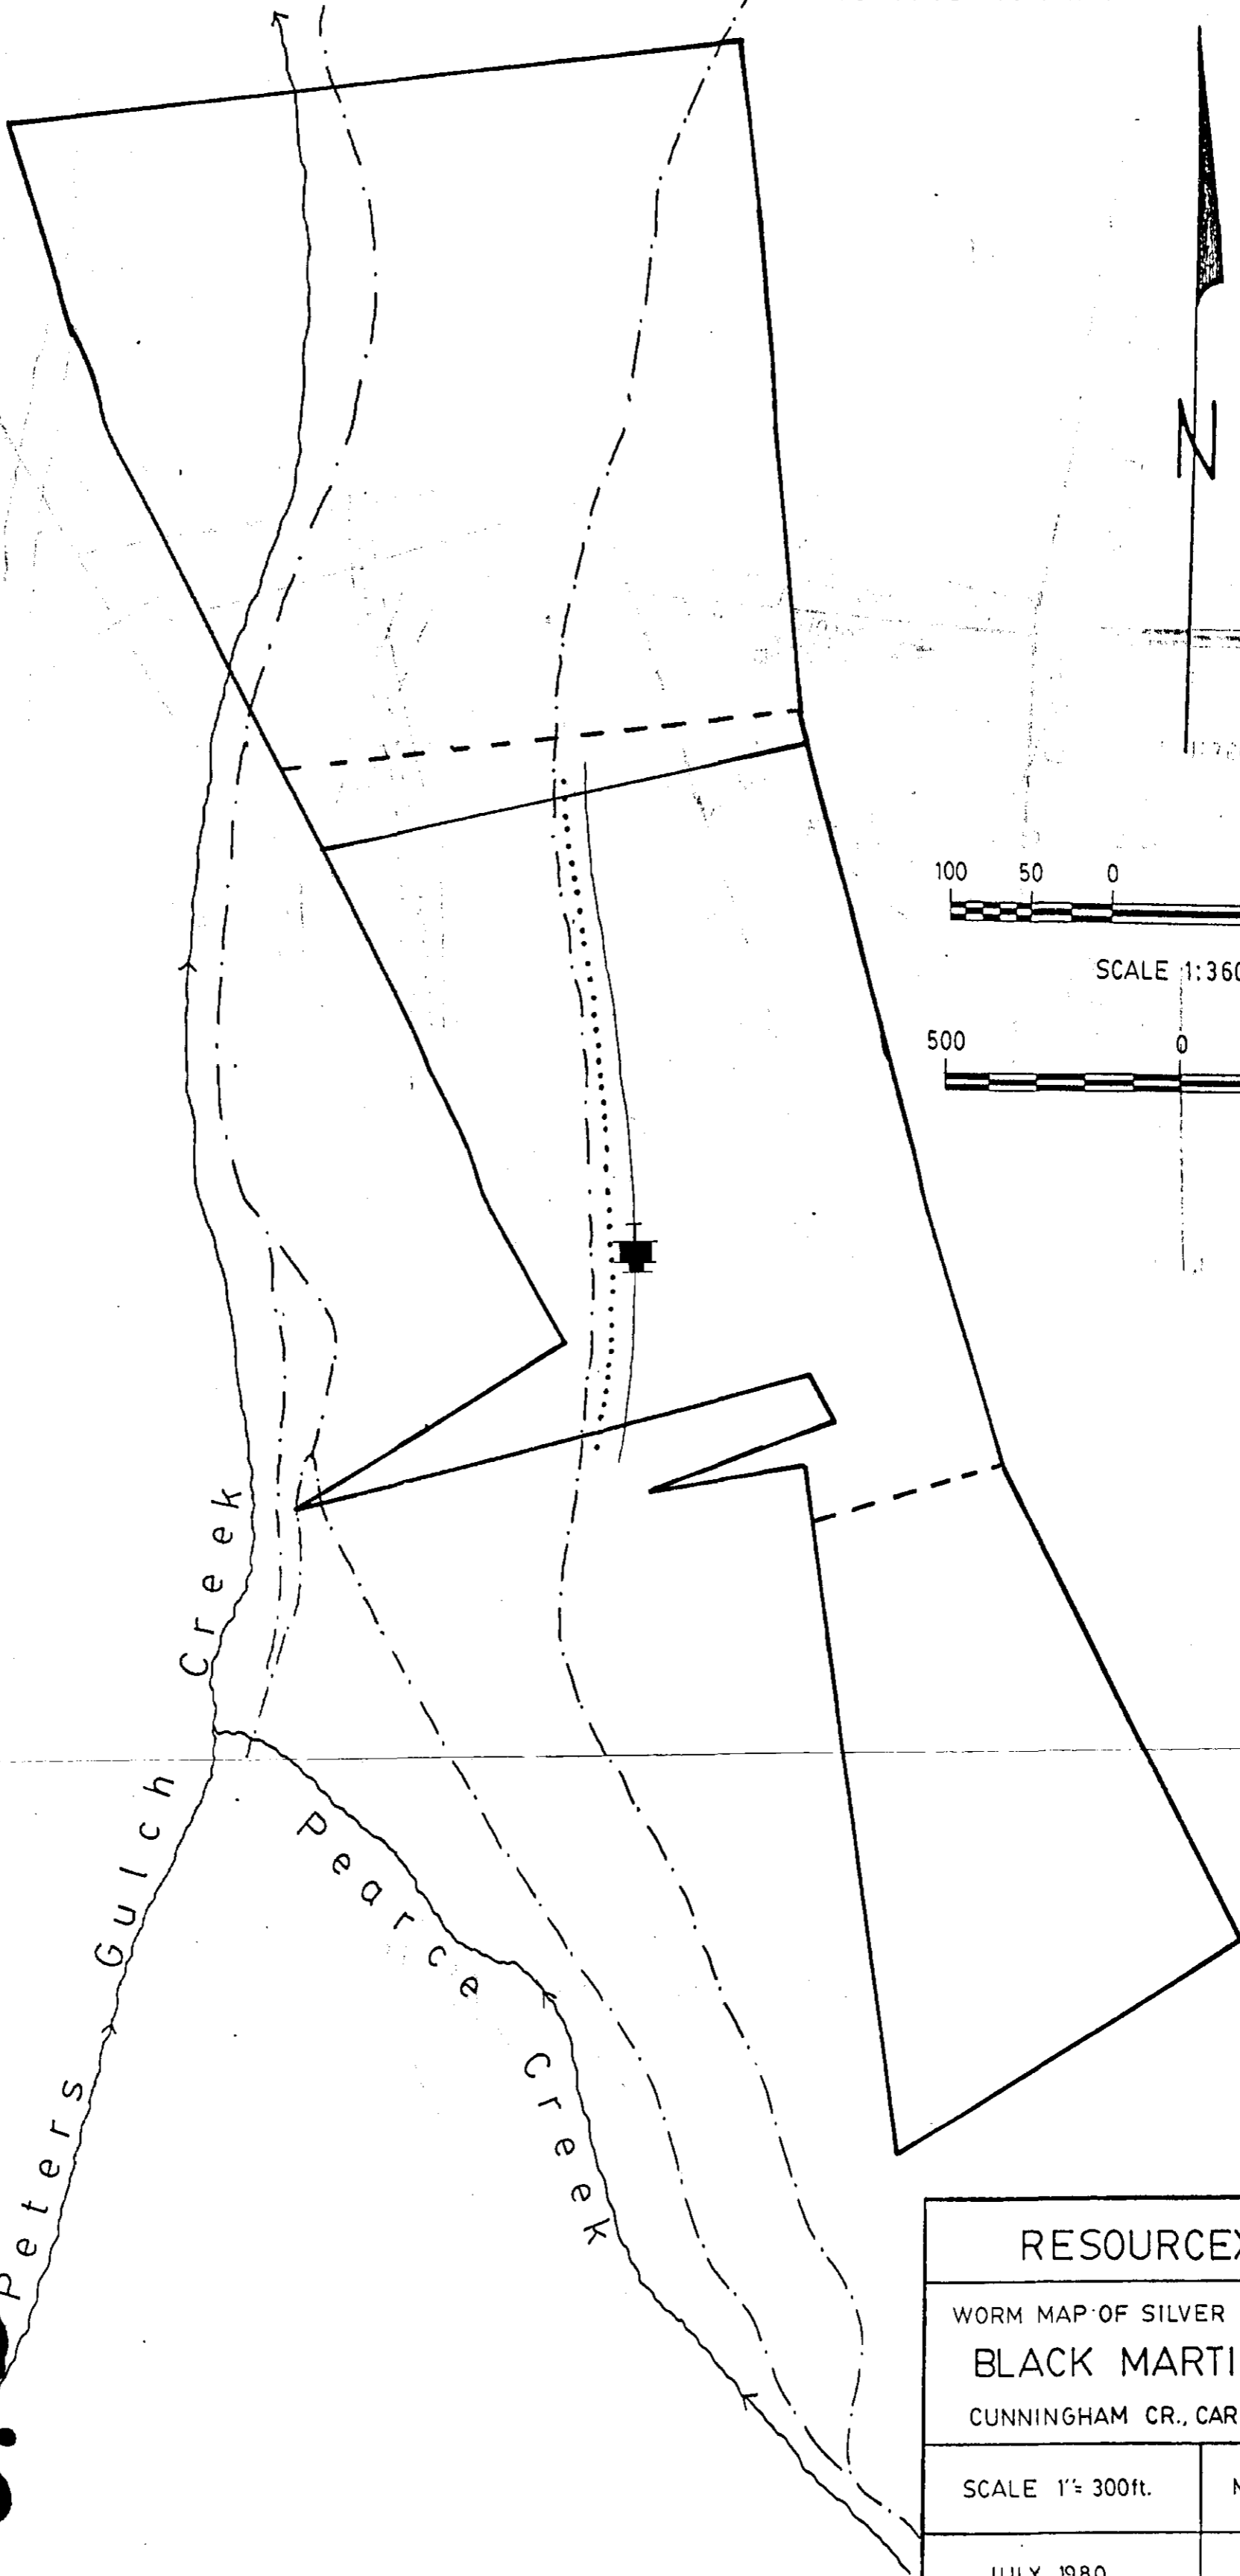 N
100 50 0
SCALE 1:360
500 0
Peters Gulch Creek
Pearce Creek
RESOURCEX
WORM MAP OF SILVER
BLACK MARTI
CUNNINGHAM CR., CAR
SCALE 1"= 300ft.
JULY 1980